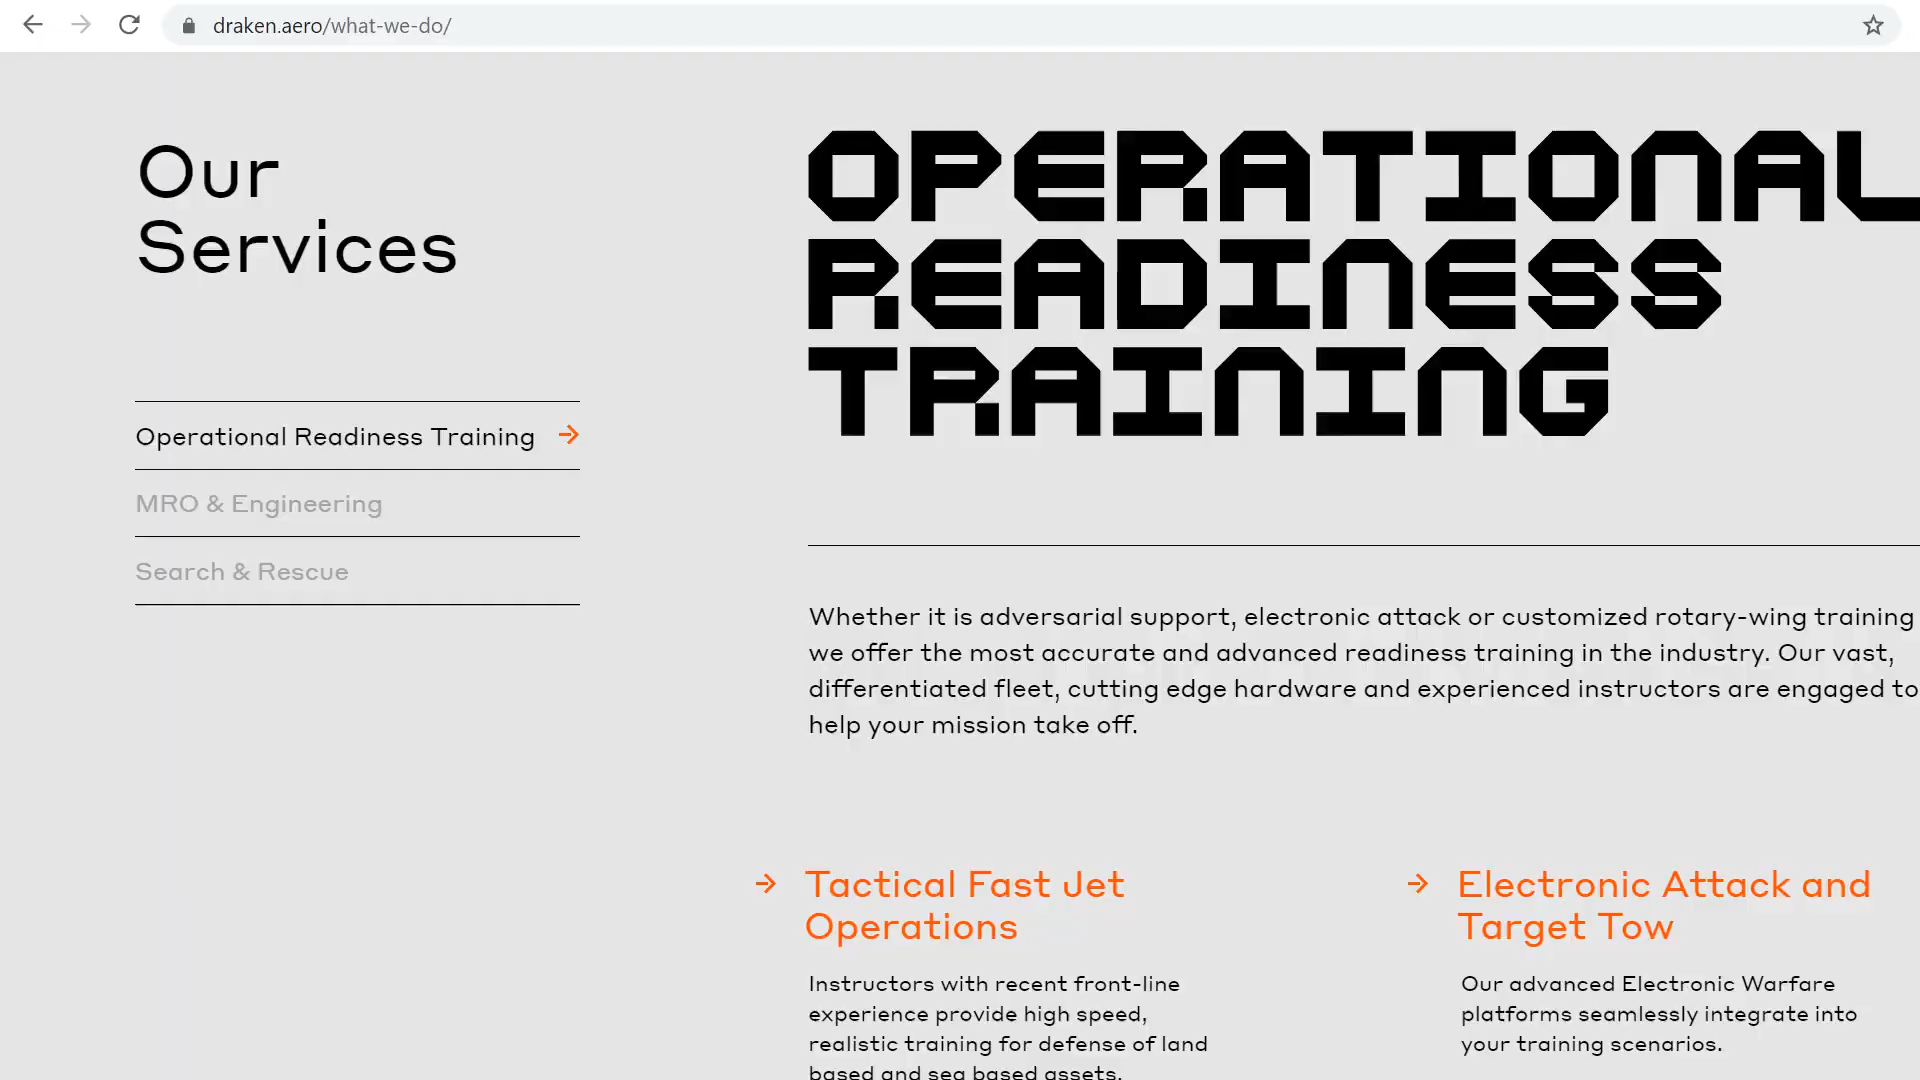 draken.aero/what-we-do/
Our
Services
Operational Readiness Training
MRO & Engineering
Search & Rescue
OPERATIONAL
READINESS
TRAINING
Whether it is adversarial support, electronic attack or customized rotary-wing training
we offer the most accurate and advanced readiness training in the industry. Our vast,
differentiated fleet, cutting edge hardware and experienced instructors are engaged to
help your mission take off.
Tactical Fast Jet
Operations
Instructors with recent front-line
experience provide high speed,
realistic training for defense of land
based and sea based assets.
Electronic Attack and
Target Tow
Our advanced Electronic Warfare
platforms seamlessly integrate into
your training scenarios.